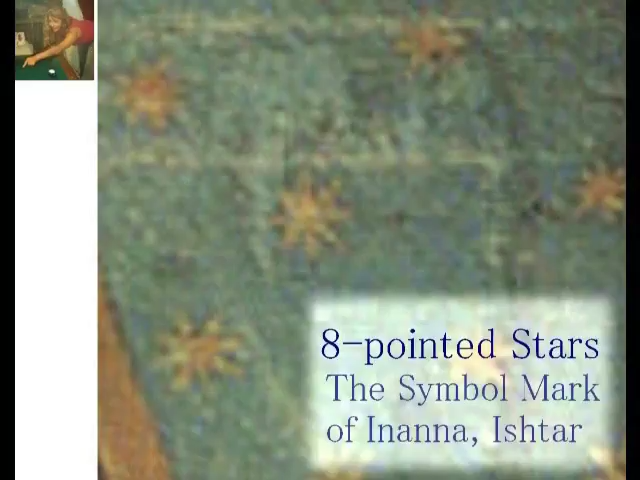 8-pointed Stars
The Symbol Mark
of Inanna, Ishtar